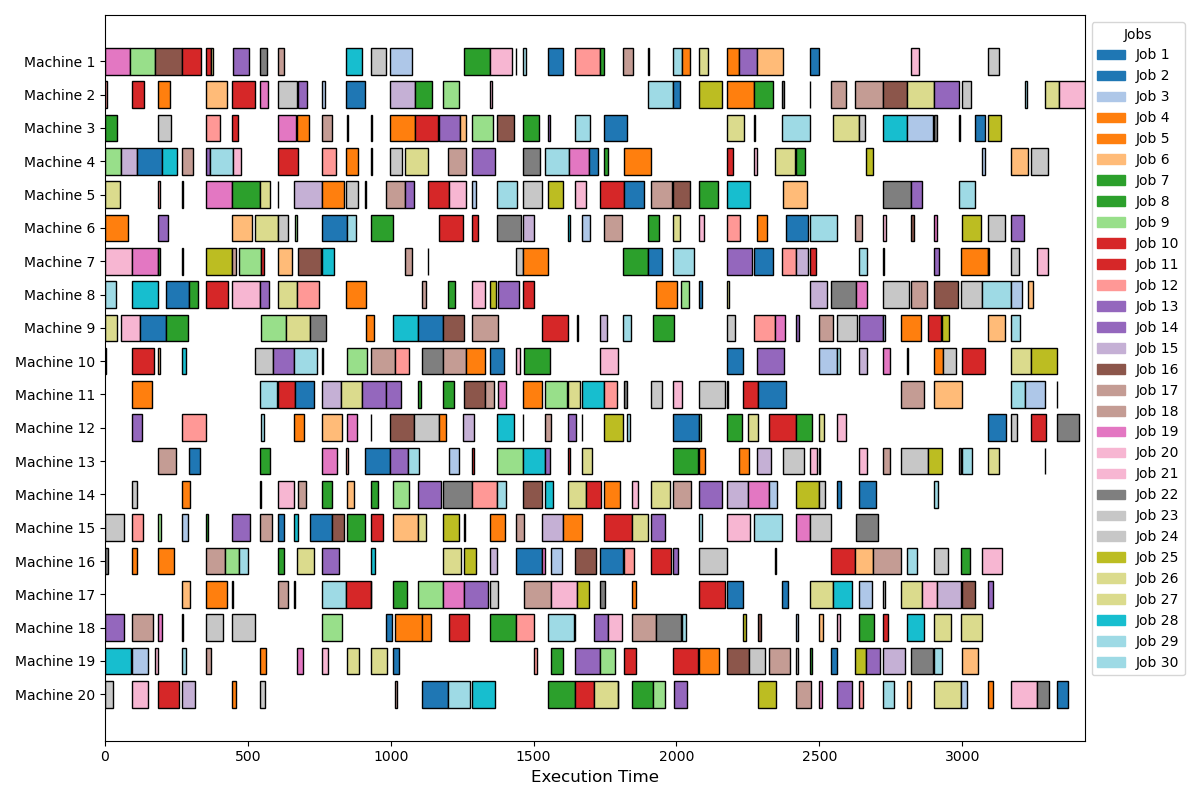 Machine 1
Machine 2
Machine 3
Machine 4
Machine 5
Machine 6
Machine 7
Machine 8
Machine 9
Machine 10
Machine 11
Machine 12
Machine 13
Machine 14
Machine 15
Machine 16
Machine 17
Machine 18
Machine 19
Machine 20
0 500 1000 1500 2000 2500 3000
Execution Time
Jobs
Job 1
Job 2
Job 3
Job 4
Job 5
Job 6
Job 7
Job 8
Job 9
Job 10
Job 11
Job 12
Job 13
Job 14
Job 15
Job 16
Job 17
Job 18
Job 19
Job 20
Job 21
Job 22
Job 23
Job 24
Job 25
Job 26
Job 27
Job 28
Job 29
Job 30